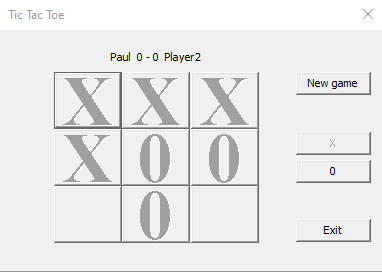 Tic Tac Toe
Paul 0 - 0 Player2
X X X
X 0 0
0
New game
X
0
Exit